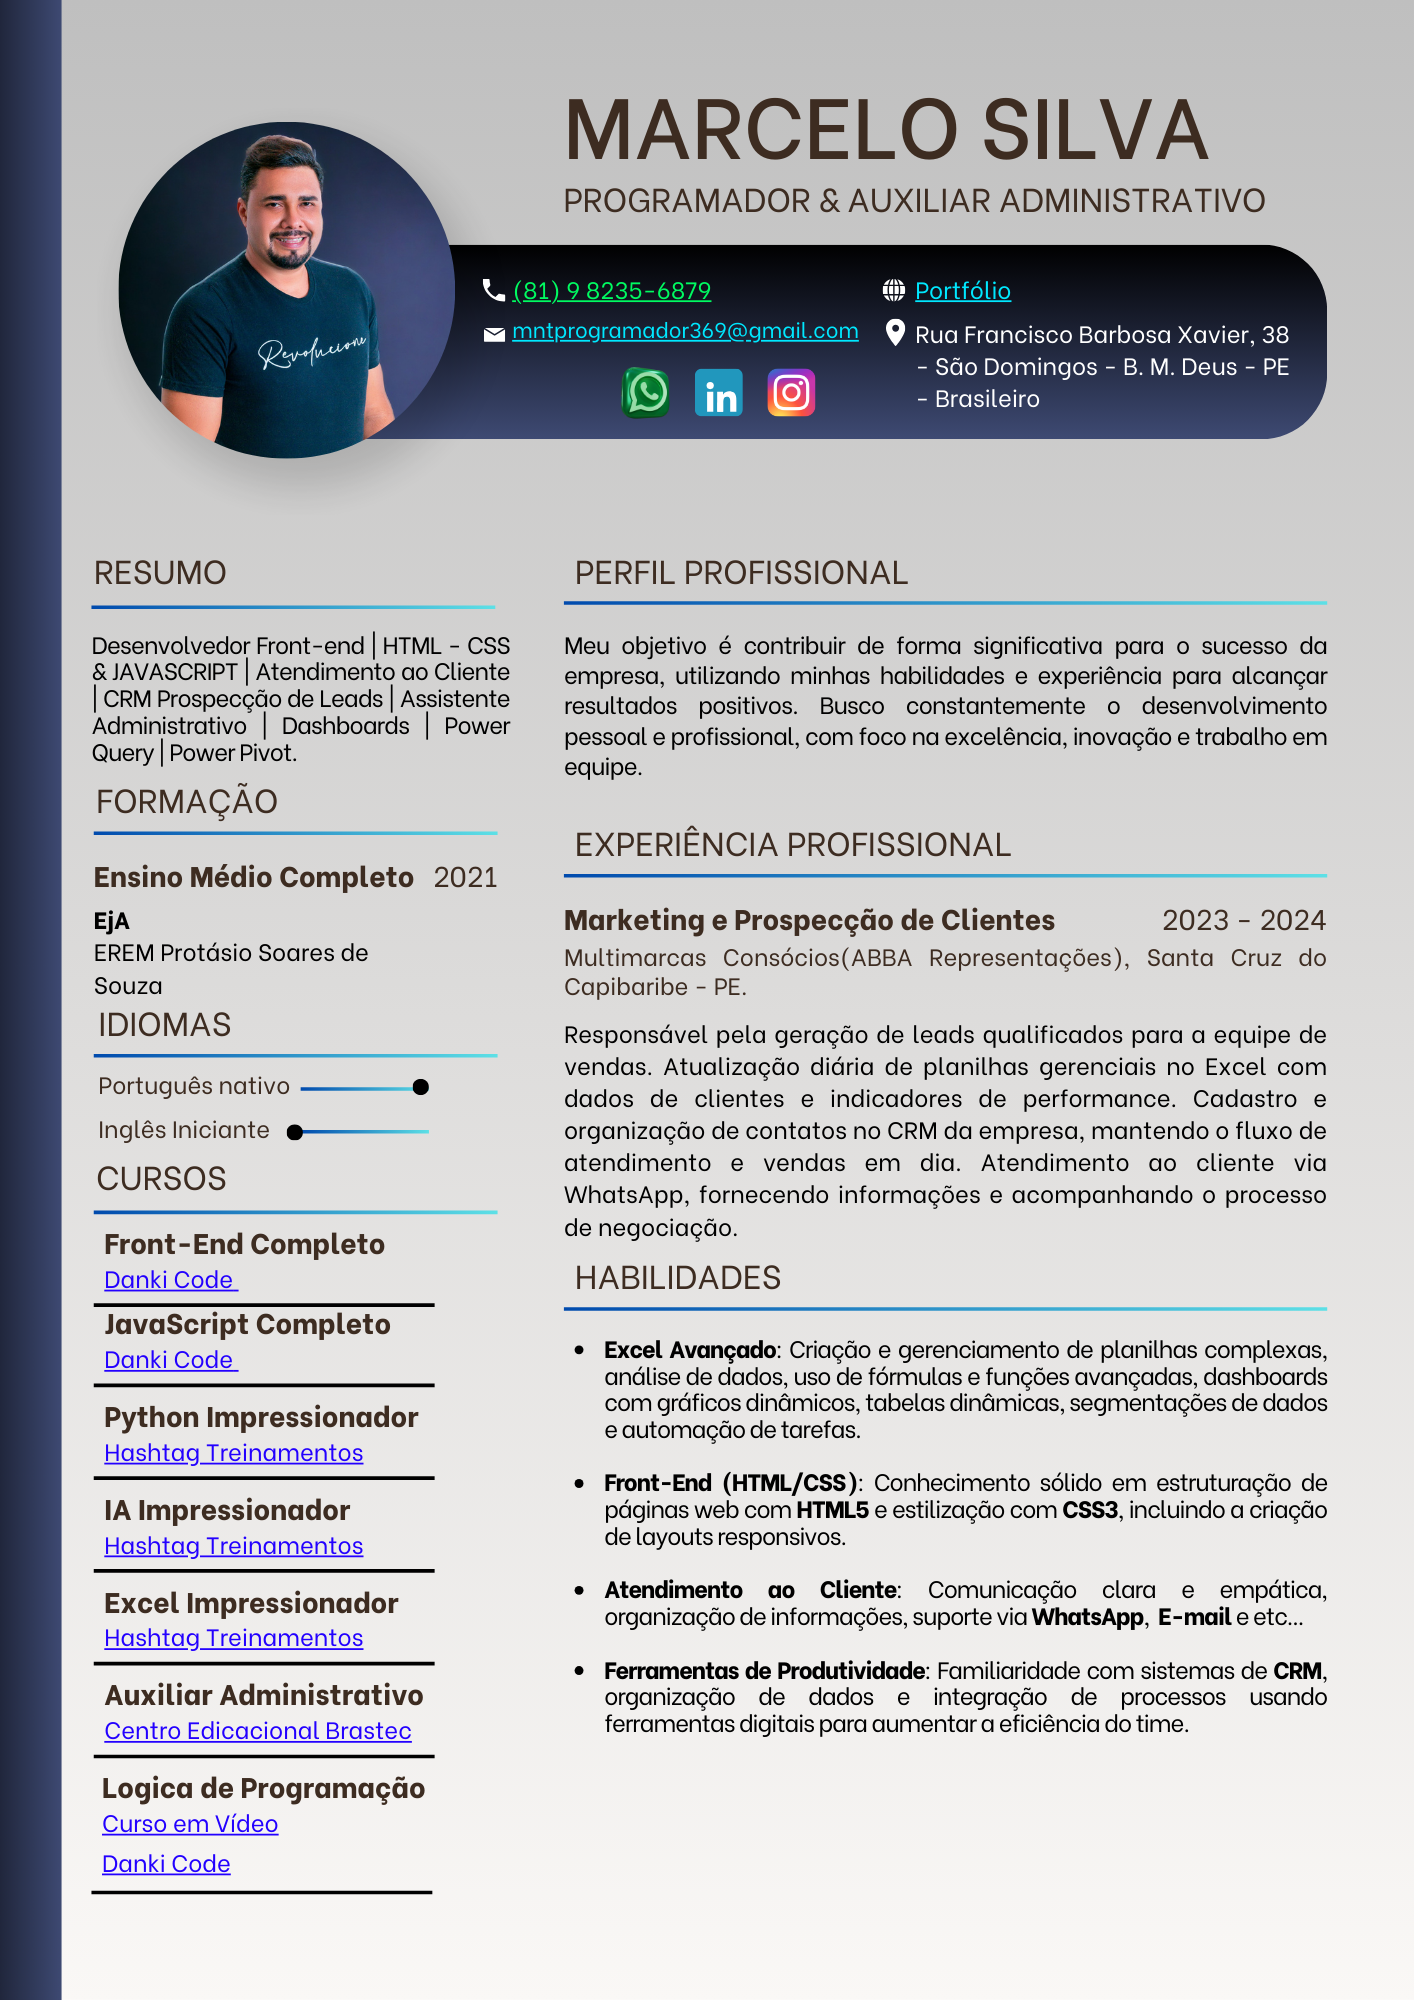 MARCELO SILVA
PROGRAMADOR & AUXILIAR ADMINISTRATIVO
(81) 9 8235-6879
mntprogramador369@gmail.com
Portfólio
Rua Francisco Barbosa Xavier, 38
- São Domingos - B. M. Deus - PE
- Brasileiro
in
Revolucione
RESUMO
Desenvolvedor Front-end | HTML - CSS
& JAVASCRIPT | Atendimento ao Cliente
| CRM Prospecção de Leads | Assistente
Administrativo | Dashboards | Power
Query | Power Pivot.
FORMAÇÃO
Ensino Médio Completo 2021
EjA
EREM Protásio Soares de
Souza
IDIOMAS
Português nativo
Inglês Iniciante
CURSOS
Front-End Completo
Danki Code
JavaScript Completo
Danki Code
Python Impressionador
Hashtag Treinamentos
IA Impressionador
Hashtag Treinamentos
Excel Impressionador
Hashtag Treinamentos
Auxiliar Administrativo
Centro Edicacional Brastec
Logica de Programação
Curso em Vídeo
Danki Code
PERFIL PROFISSIONAL
Meu objetivo é contribuir de forma significativa para o sucesso da
empresa, utilizando minhas habilidades e experiência para alcançar
resultados positivos. Busco constantemente o desenvolvimento
pessoal e profissional, com foco na excelência, inovação e trabalho em
equipe.
EXPERIÊNCIA PROFISSIONAL
Marketing e Prospecção de Clientes 2023 - 2024
Multimarcas Consócios(ABBA Representações), Santa Cruz do
Capibaribe - PE.
Responsável pela geração de leads qualificados para a equipe de
vendas. Atualização diária de planilhas gerenciais no Excel com
dados de clientes e indicadores de performance. Cadastro e
organização de contatos no CRM da empresa, mantendo o fluxo de
atendimento e vendas em dia. Atendimento ao cliente via
WhatsApp, fornecendo informações e acompanhando o processo
de negociação.
HABILIDADES
• Excel Avançado: Criação e gerenciamento de planilhas complexas,
análise de dados, uso de fórmulas e funções avançadas, dashboards
com gráficos dinâmicos, tabelas dinâmicas, segmentações de dados
e automação de tarefas.
• Front-End (HTML/CSS): Conhecimento sólido em estruturação de
páginas web com HTML5 e estilização com CSS3, incluindo a criação
de layouts responsivos.
• Atendimento ao Cliente: Comunicação clara e empática,
organização de informações, suporte via WhatsApp, E-mail e etc...
• Ferramentas de Produtividade: Familiaridade com sistemas de CRM,
organização de dados e integração de processos usando
ferramentas digitais para aumentar a eficiência do time.